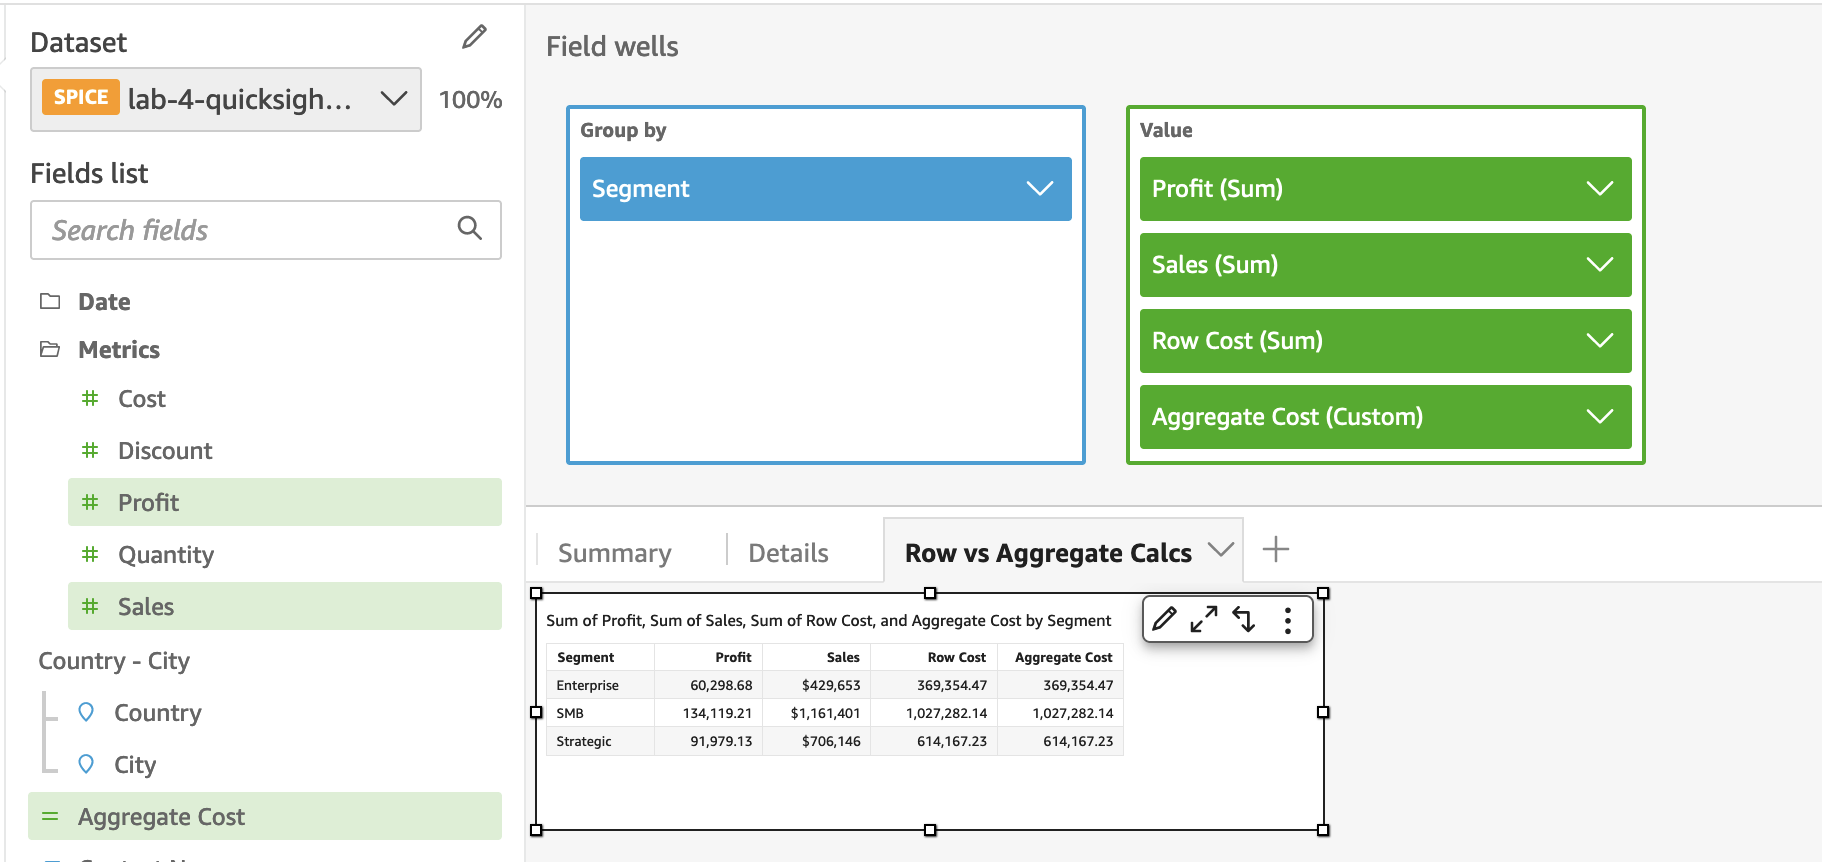 Dataset
SPICE lab-4-quicksigh... 100%
Fields list
Search fields
Date
Metrics
Cost
Discount
Profit
Quantity
Sales
Country - City
Country
City
Aggregate Cost
Field wells
Group by
Segment
Value
Profit (Sum)
Sales (Sum)
Row Cost (Sum)
Aggregate Cost (Custom)
Summary Details Row vs Aggregate Calcs
Sum of Profit, Sum of Sales, Sum of Row Cost, and Aggregate Cost by Segment
Segment Profit Sales Row Cost Aggregate Cost
Enterprise 60,298.68 $429,653 369,354.47 369,354.47
SMB 134,119.21 $1,161,401 1,027,282.14 1,027,282.14
Strategic 91,979.13 $706,146 614,167.23 614,167.23